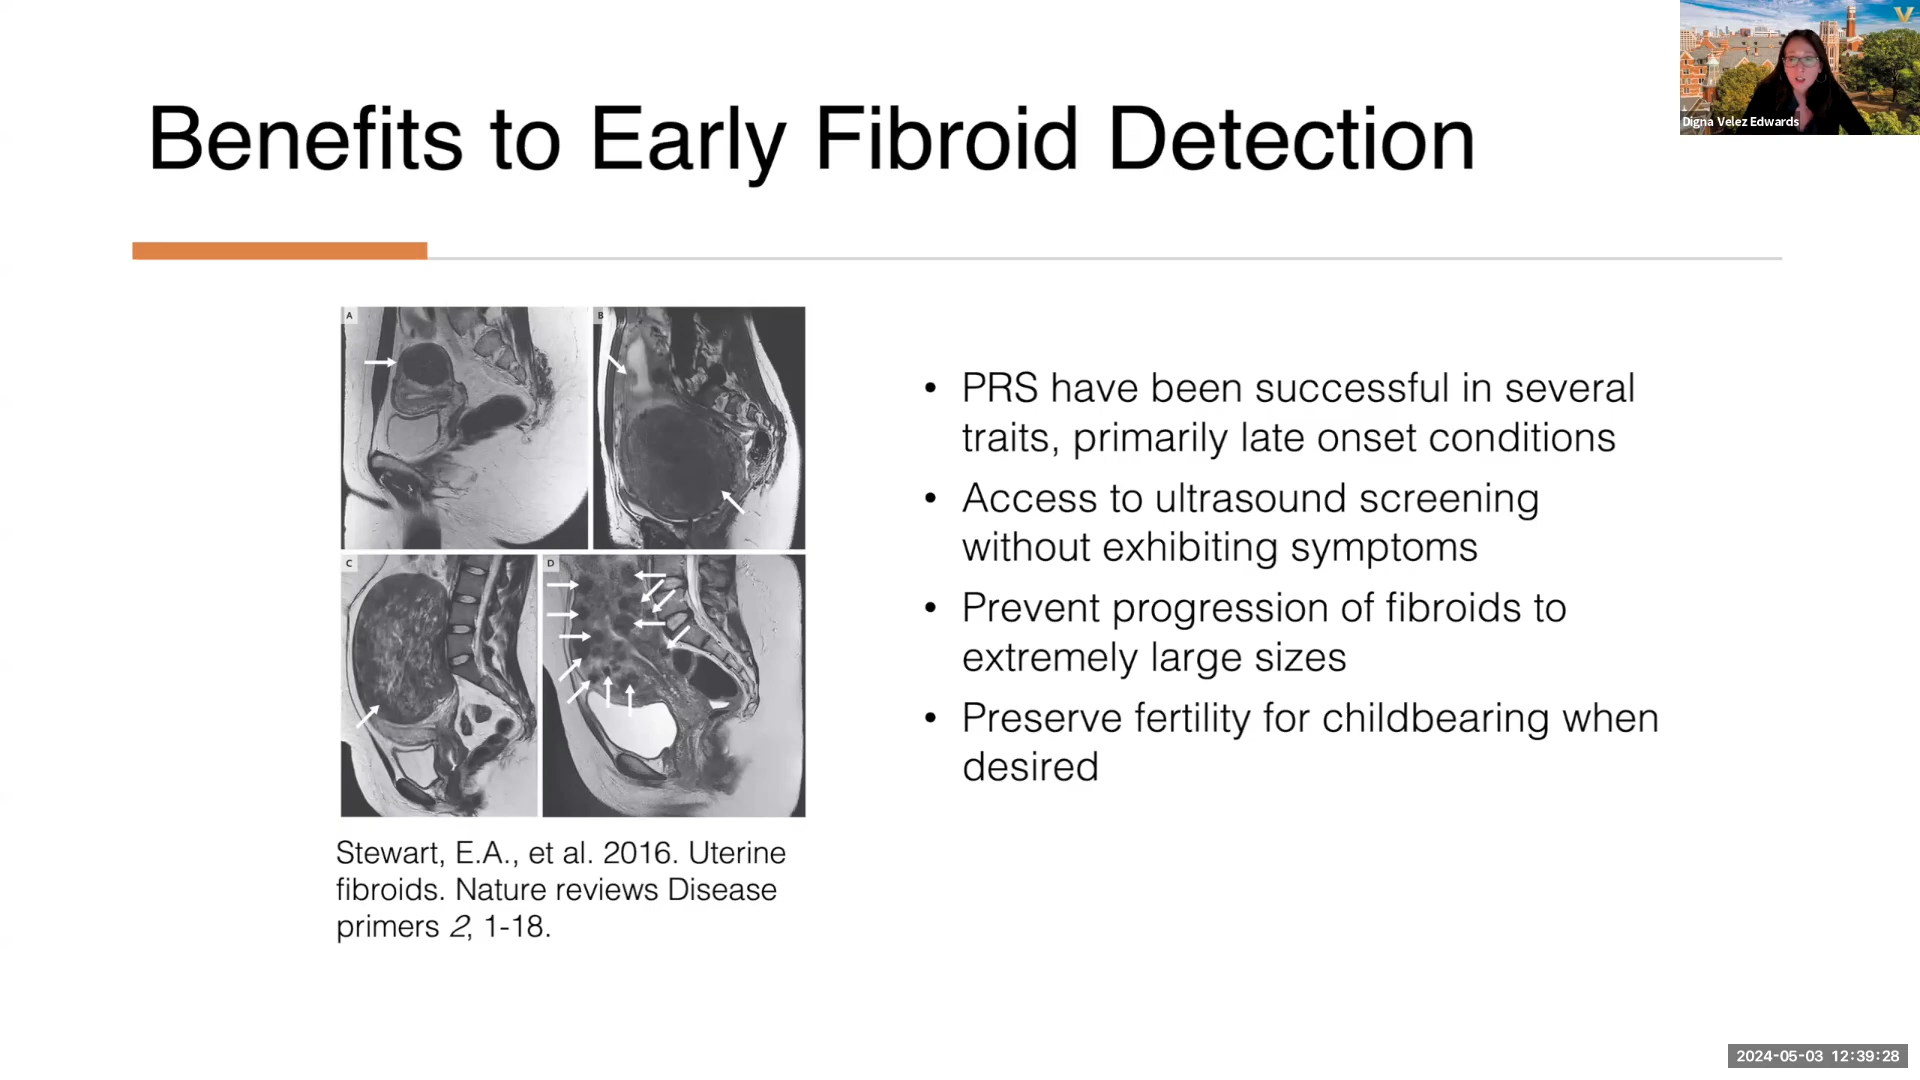 Benefits to Early Fibroid Detection
V
Digna Velez Edwards
A
B
C
D
• PRS have been successful in several
traits, primarily late onset conditions
• Access to ultrasound screening
without exhibiting symptoms
• Prevent progression of fibroids to
extremely large sizes
• Preserve fertility for childbearing when
desired
Stewart, E.A., et al. 2016. Uterine
fibroids. Nature reviews Disease
primers 2, 1-18.
2024-05-03 12:39:28